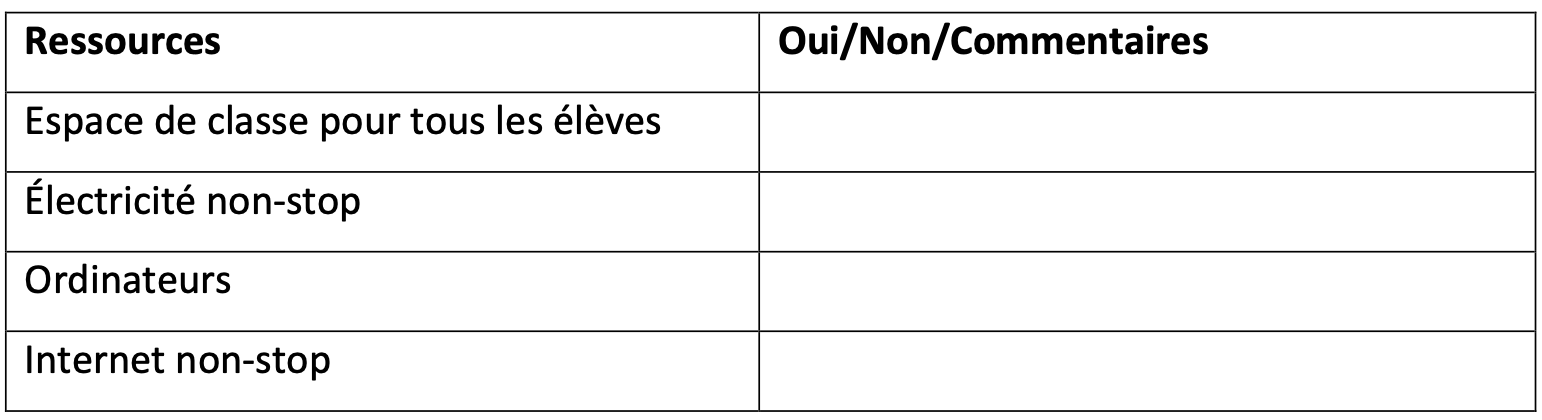 Ressources
Oui/Non/Commentaires
Espace de classe pour tous les élèves
Électricité non-stop
Ordinateurs
Internet non-stop